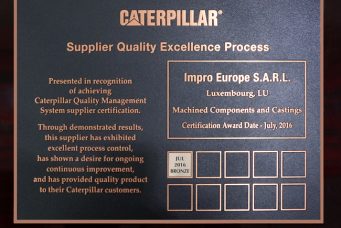 CATERPILLAR®
Supplier Quality Excellence Process
Presented in recognition
of achieving
Caterpillar Quality Management
System supplier certification.
Through demonstrated results,
this supplier has exhibited
excellent process control,
has shown a desire for ongoing
continuous improvement,
and has provided quality product
to their Caterpillar customers.
Impro Europe S.A.R.L.
Luxembourg, LU
Machined Components and Castings
Certification Award Date - July, 2016
JUL
2016
BRONZE